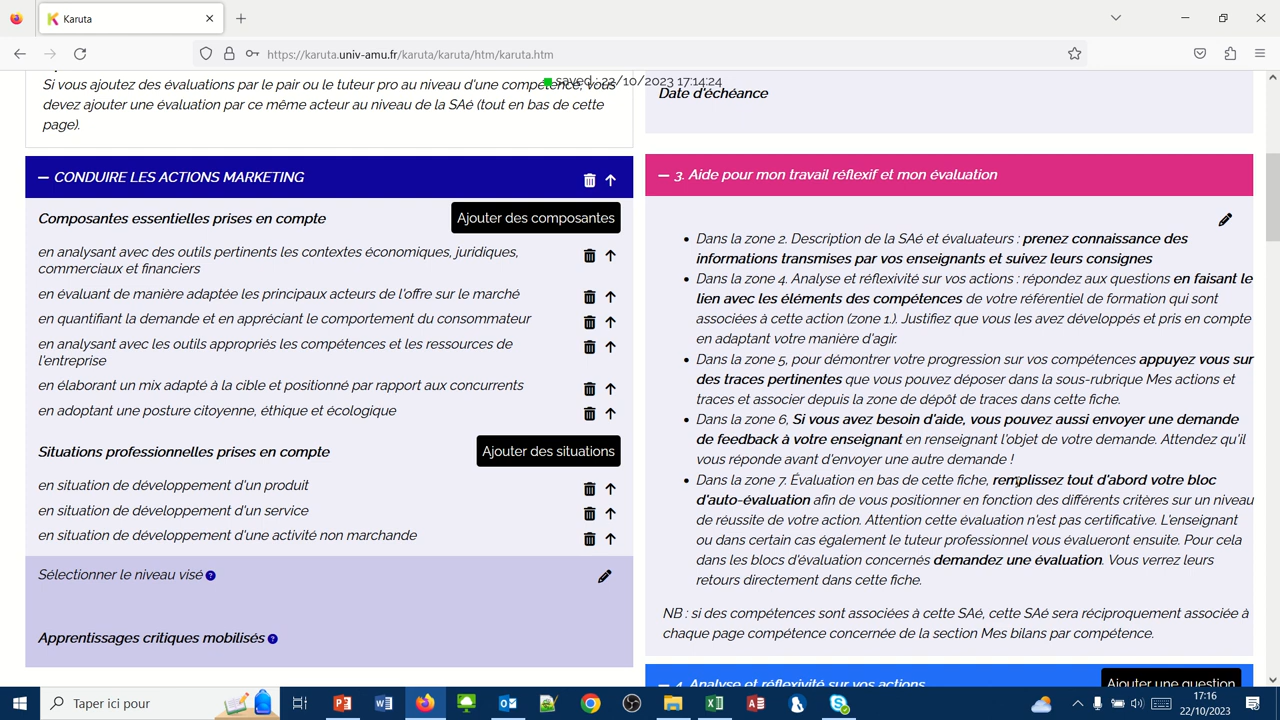 Karuta
https://karuta.univ-amu.fr/karuta/karuta/htm/karuta.htm
saved : 22/10/2023 17:14:24
Si vous ajoutez des évaluations par le pair ou le tuteur pro au niveau d'une compétence, vous
devez ajouter une évaluation par ce même acteur au niveau de la SAé (tout en bas de cette
page).
CONDUIRE LES ACTIONS MARKETING
Composantes essentielles prises en compte
Ajouter des composantes
en analysant avec des outils pertinents les contextes économiques, juridiques,
commerciaux et financiers
en évaluant de manière adaptée les principaux acteurs de l'offre sur le marché
en quantifiant la demande et en appréciant le comportement du consommateur
en analysant avec les outils appropriés les compétences et les ressources de
l'entreprise
en élaborant un mix adapté à la cible et positionné par rapport aux concurrents
en adoptant une posture citoyenne, éthique et écologique
Situations professionnelles prises en compte
Ajouter des situations
en situation de développement d'un produit
en situation de développement d'un service
en situation de développement d'une activité non marchande
Sélectionner le niveau visé
Apprentissages critiques mobilisés
Date d'échéance
3. Aide pour mon travail réflexif et mon évaluation
Dans la zone 2. Description de la SAé et évaluateurs : prenez connaissance des
informations transmises par vos enseignants et suivez leurs consignes
Dans la zone 4. Analyse et réflexivité sur vos actions : répondez aux questions en faisant le
lien avec les éléments des compétences de votre référentiel de formation qui sont
associées à cette action (zone 1.). Justifiez que vous les avez développés et pris en compte
en adaptant votre manière d'agir.
Dans la zone 5, pour démontrer votre progression sur vos compétences appuyez vous sur
des traces pertinentes que vous pouvez déposer dans la sous-rubrique Mes actions et
traces et associer depuis la zone de dépôt de traces dans cette fiche.
Dans la zone 6, Si vous avez besoin d'aide, vous pouvez aussi envoyer une demande
de feedback à votre enseignant en renseignant l'objet de votre demande. Attendez qu'il
vous réponde avant d'envoyer une autre demande !
Dans la zone 7. Évaluation en bas de cette fiche, remplissez tout d'abord votre bloc
d'auto-évaluation afin de vous positionner en fonction des différents critères sur un niveau
de réussite de votre action. Attention cette évaluation n'est pas certificative. L'enseignant
ou dans certain cas également le tuteur professionnel vous évalueront ensuite. Pour cela
dans les blocs d'évaluation concernés demandez une évaluation. Vous verrez leurs
retours directement dans cette fiche.
NB : si des compétences sont associées à cette SAé, cette SAé sera réciproquement associée à
chaque page compétence concernée de la section Mes bilans par compétence.
4. Analyse et réflexivité sur vos actions
Ajouter une question
Taper ici pour
17:16
22/10/2023